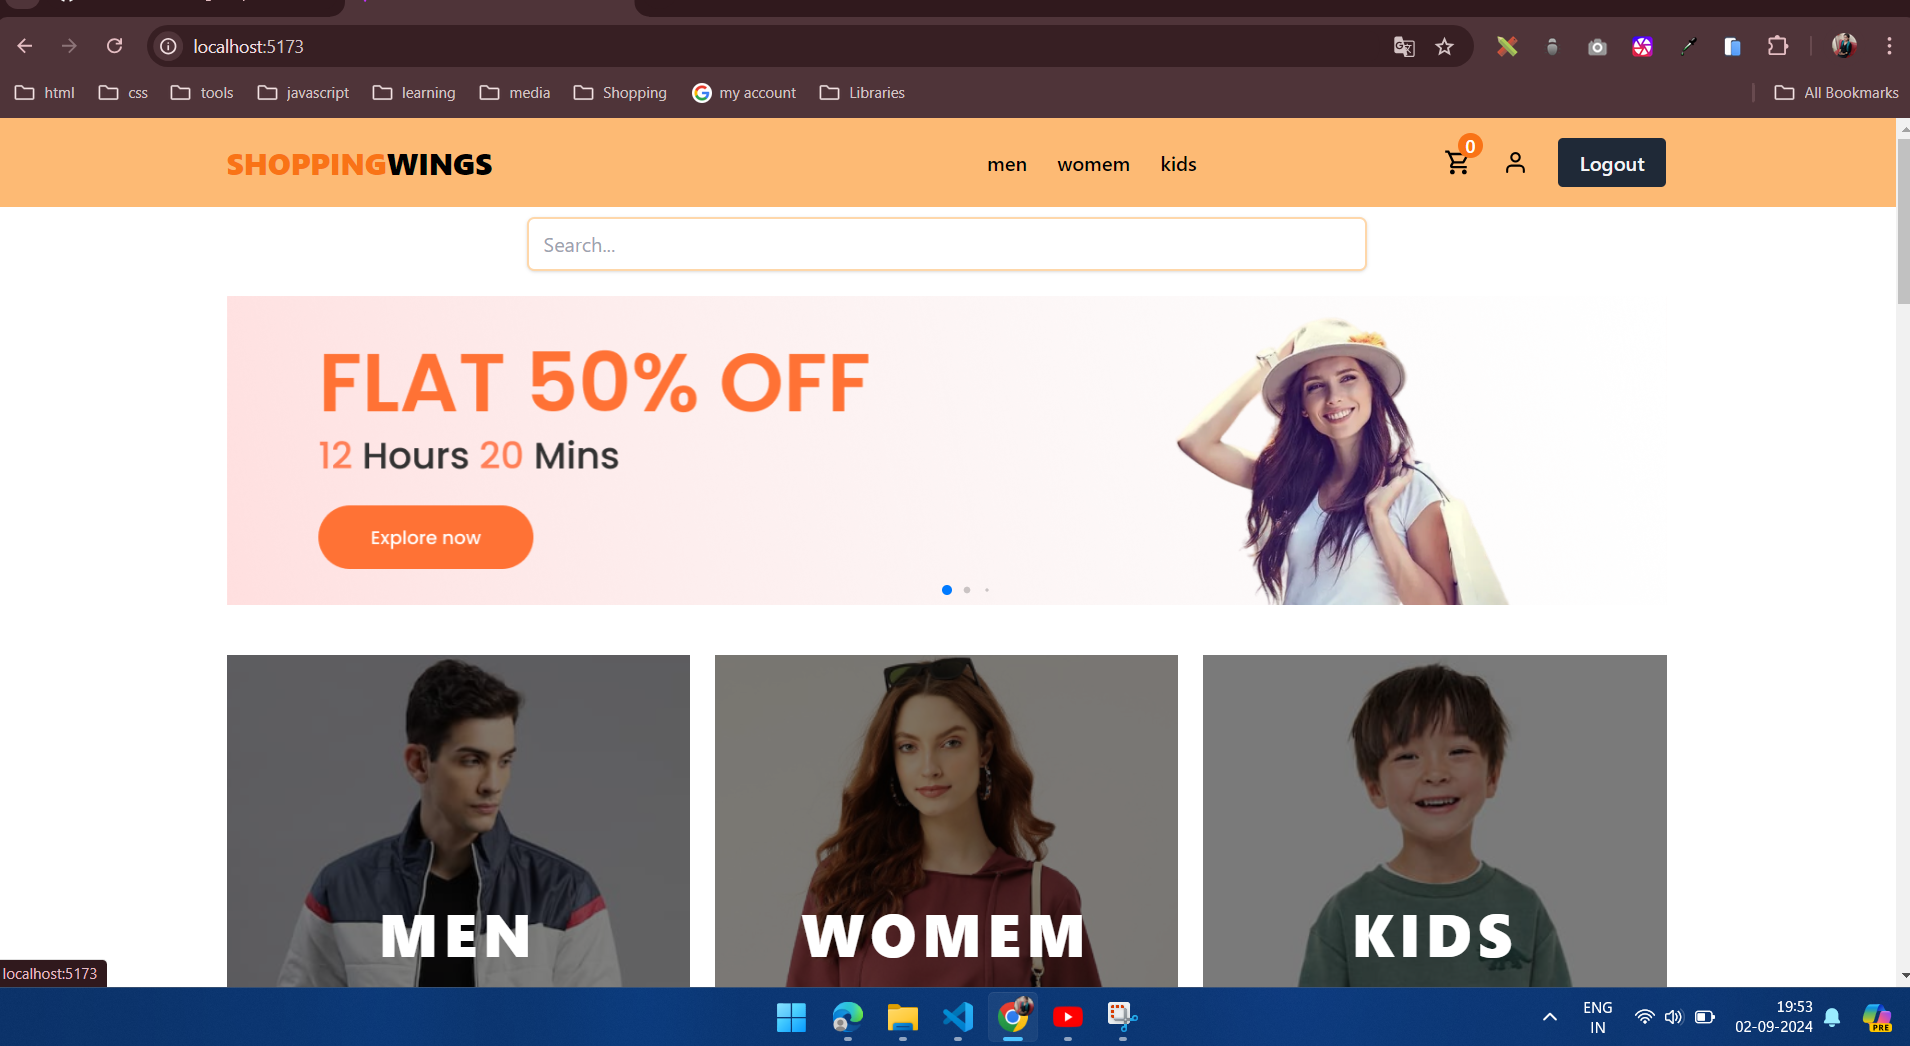 localhost:5173
html css tools javascript learning media Shopping my account Libraries All Bookmarks
SHOPPINGWINGS men womem kids 0 Logout
Search...
FLAT 50% OFF
12 Hours 20 Mins
Explore now
MEN WOMEM KIDS
localhost:5173
ENG
IN
19:53
02-09-2024
PRE